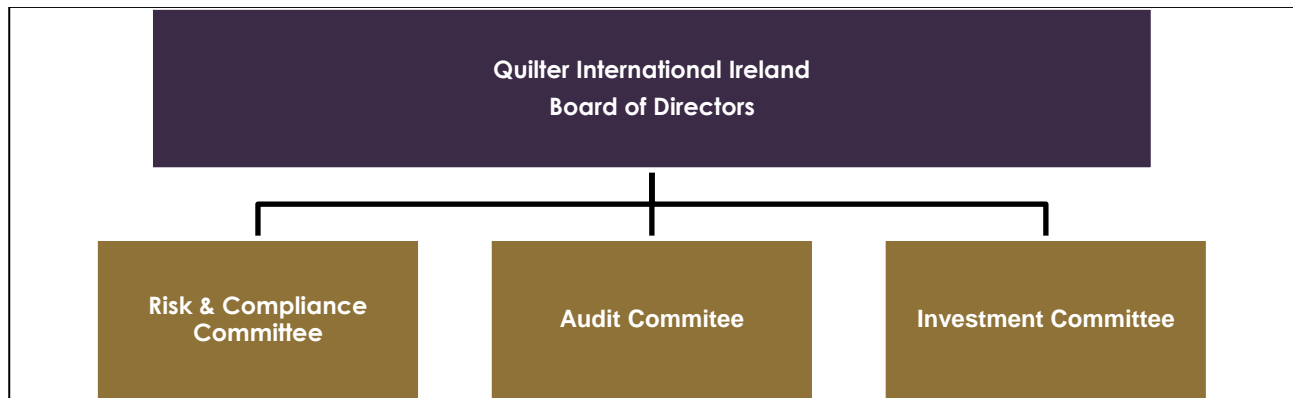 Quilter International Ireland
Board of Directors
Risk & Compliance
Committee
Audit Commitee
Investment Committee